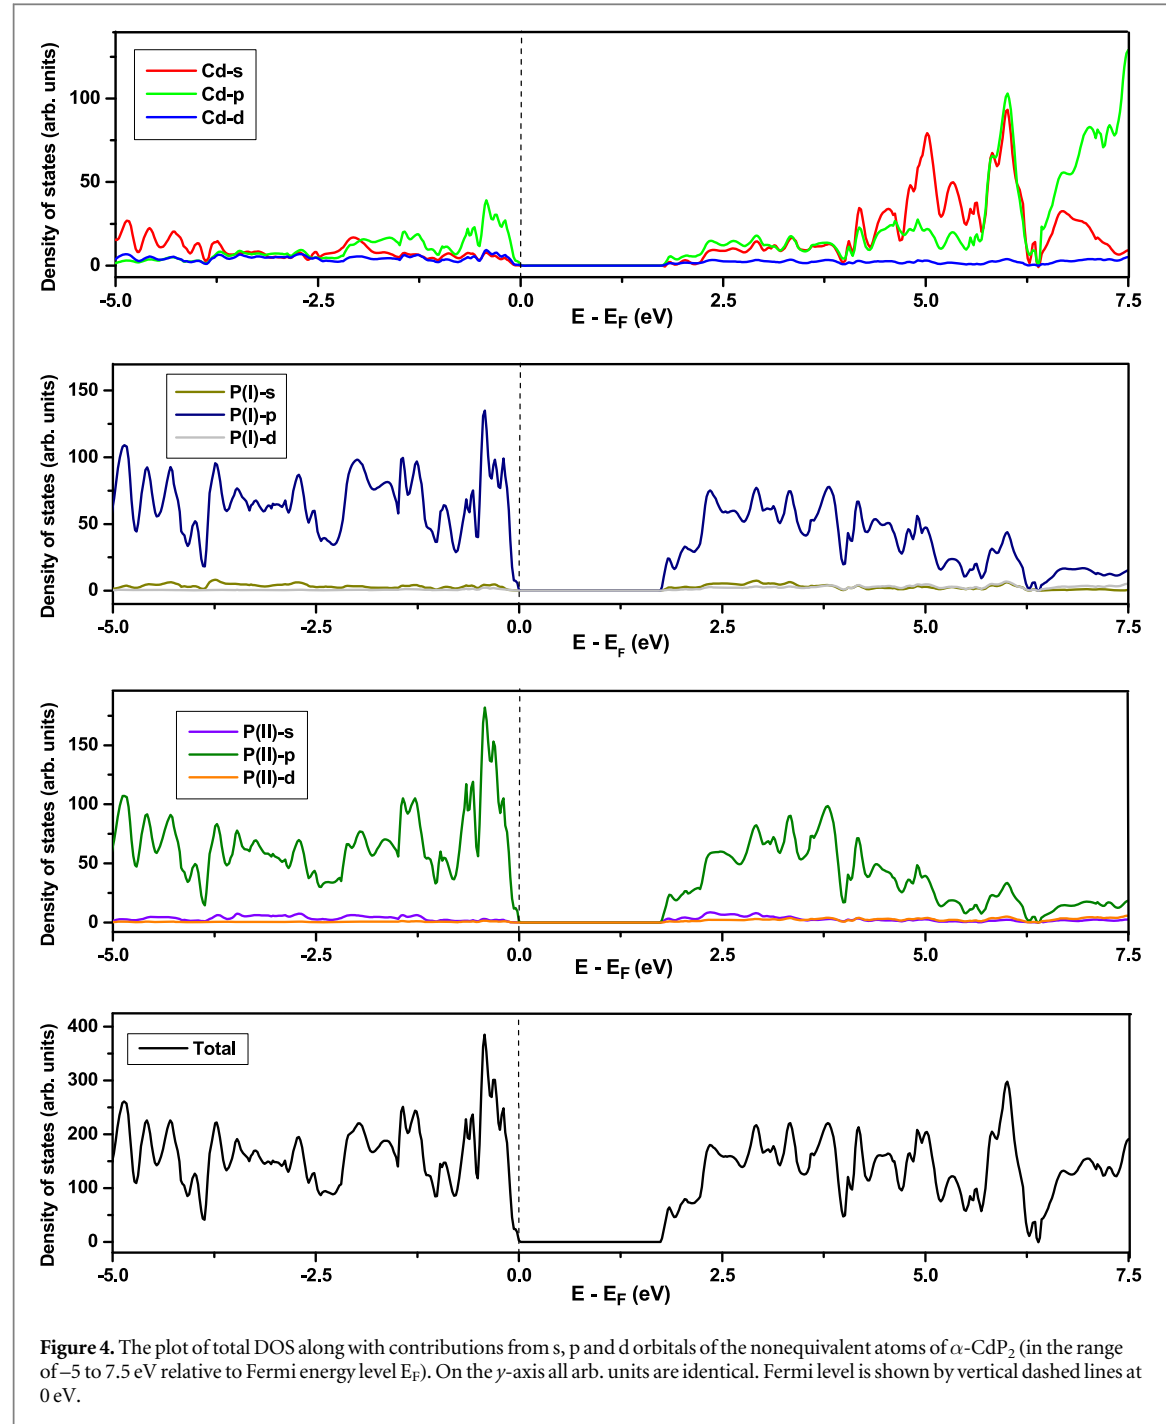 Density of states (arb. units)
100
50
0
Cd-s
Cd-p
Cd-d
-5.0 -2.5 0.0 2.5 5.0 7.5
E - E_F (eV)
Density of states (arb. units)
150
100
50
0
P(I)-s
P(I)-p
P(I)-d
-5.0 -2.5 0.0 2.5 5.0 7.5
E - E_F (eV)
Density of states (arb. units)
150
100
50
0
P(II)-s
P(II)-p
P(II)-d
-5.0 -2.5 0.0 2.5 5.0 7.5
E - E_F (eV)
Density of states (arb. units)
400
300
200
100
0
Total
-5.0 -2.5 0.0 2.5 5.0 7.5
E - E_F (eV)
Figure 4. The plot of total DOS along with contributions from s, p and d orbitals of the nonequivalent atoms of α-CdP₂ (in the range
of –5 to 7.5 eV relative to Fermi energy level E_F). On the y-axis all arb. units are identical. Fermi level is shown by vertical dashed lines at
0 eV.